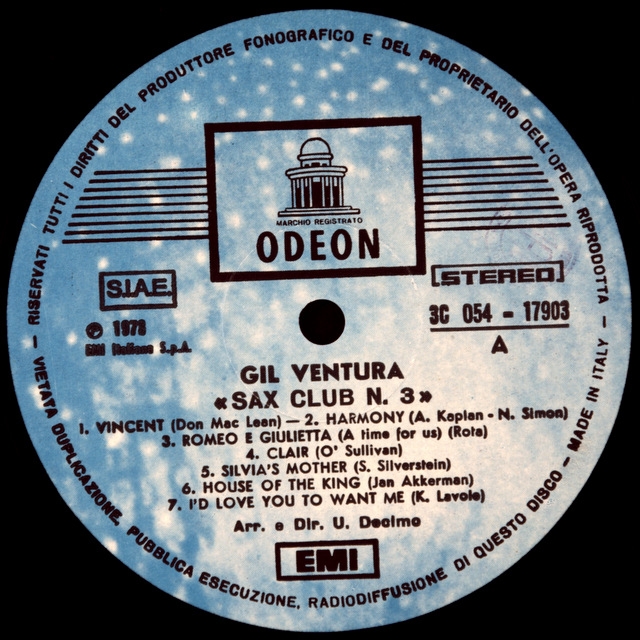 RISERVATI TUTTI I DIRITTI DEL PRODUTTORE FONOGRAFICO E DEL PROPRIETARIO DELL'OPERA RIPRODOTTA — MADE IN ITALY —
MARCHIO REGISTRATO
ODEON
S.I.A.E.
STEREO
3C 054 - 17903
A
℗ 1973
EMI Italiana S.p.A.
GIL VENTURA
«SAX CLUB N. 3»
1. VINCENT (Don Mac Lean) — 2. HARMONY (A. Kaplan - N. Simon)
3. ROMEO E GIULIETTA (A time for us) (Rota)
4. CLAIR (O' Sullivan)
5. SILVIA'S MOTHER (S. Silverstein)
6. HOUSE OF THE KING (Jan Akkerman)
7. I'D LOVE YOU TO WANT ME (K. Lavole)
Arr. e Dir. U. Decimo
EMI
— VIETATA DUPLICAZIONE, PUBBLICA ESECUZIONE, RADIODIFFUSIONE DI QUESTO DISCO